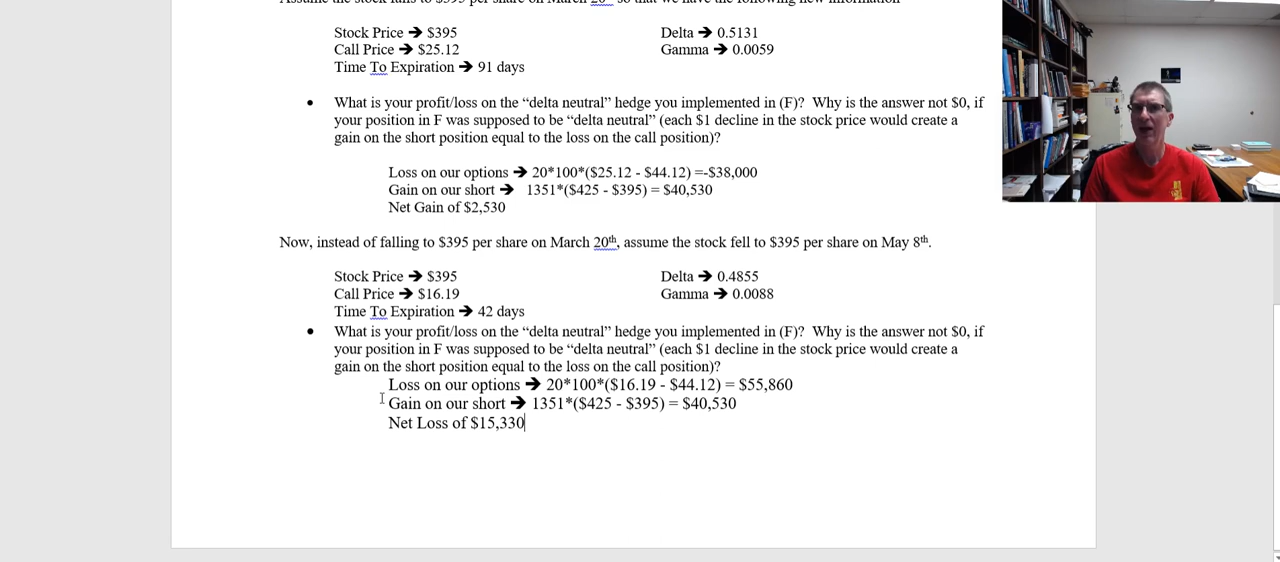 Stock Price ➔ $395 Delta ➔ 0.5131
Call Price ➔ $25.12 Gamma ➔ 0.0059
Time To Expiration ➔ 91 days
• What is your profit/loss on the “delta neutral” hedge you implemented in (F)? Why is the answer not $0, if
your position in F was supposed to be “delta neutral” (each $1 decline in the stock price would create a
gain on the short position equal to the loss on the call position)?
Loss on our options ➔ 20*100*($25.12 - $44.12) =-$38,000
Gain on our short ➔ 1351*($425 - $395) = $40,530
Net Gain of $2,530
Now, instead of falling to $395 per share on March 20th, assume the stock fell to $395 per share on May 8th.
Stock Price ➔ $395 Delta ➔ 0.4855
Call Price ➔ $16.19 Gamma ➔ 0.0088
Time To Expiration ➔ 42 days
• What is your profit/loss on the “delta neutral” hedge you implemented in (F)? Why is the answer not $0, if
your position in F was supposed to be “delta neutral” (each $1 decline in the stock price would create a
gain on the short position equal to the loss on the call position)?
Loss on our options ➔ 20*100*($16.19 - $44.12) = $55,860
Gain on our short ➔ 1351*($425 - $395) = $40,530
Net Loss of $15,330